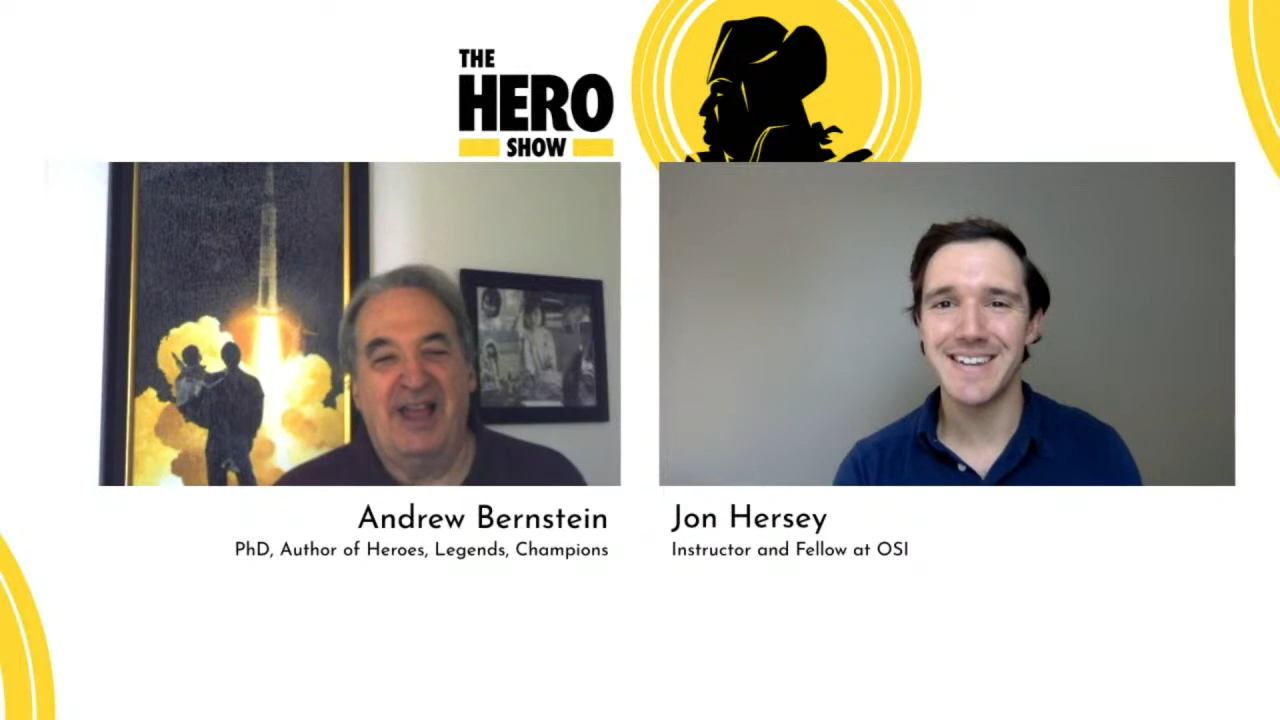 THE
HERO
SHOW
Andrew Bernstein
PhD, Author of Heroes, Legends, Champions
Jon Hersey
Instructor and Fellow at OSI